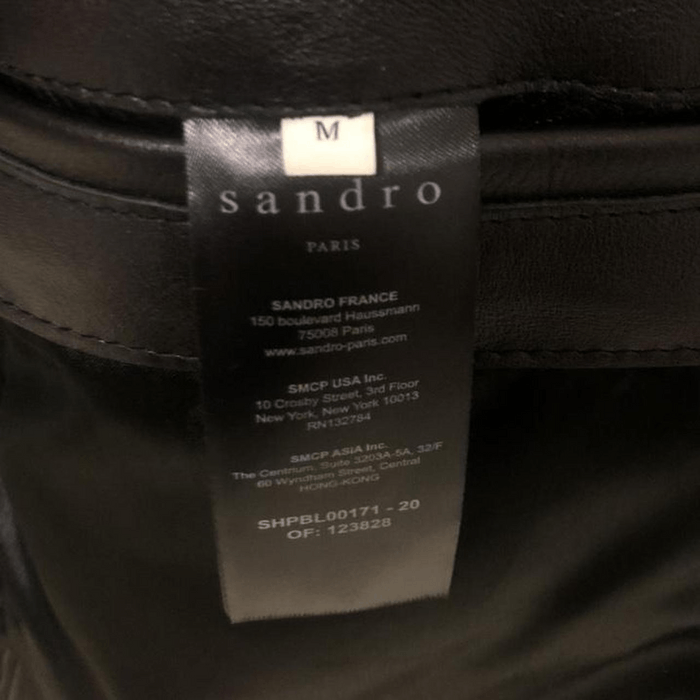 M
sandro
PARIS
SANDRO FRANCE
150 boulevard Haussmann
75008 Paris
www.sandro-paris.com
SMCP USA Inc.
10 Crosby Street, 3rd Floor
New York, New York 10013
RN132784
SMCP ASIA Inc.
The Centrium, Suite 3203A-5A, 32/F
60 Wyndham Street, Central
HONG-KONG
SHPBL00171 - 20
OF: 123828